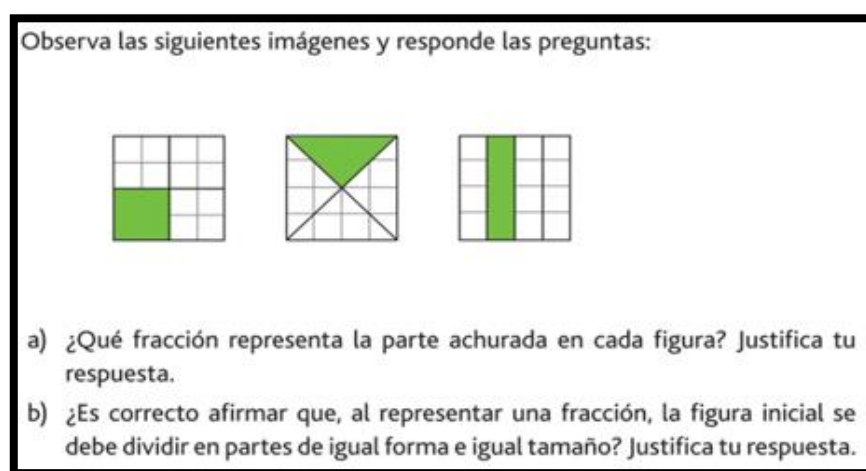 Observa las siguientes imágenes y responde las preguntas:
a) ¿Qué fracción representa la parte achurada en cada figura? Justifica tu
respuesta.
b) ¿Es correcto afirmar que, al representar una fracción, la figura inicial se
debe dividir en partes de igual forma e igual tamaño? Justifica tu respuesta.